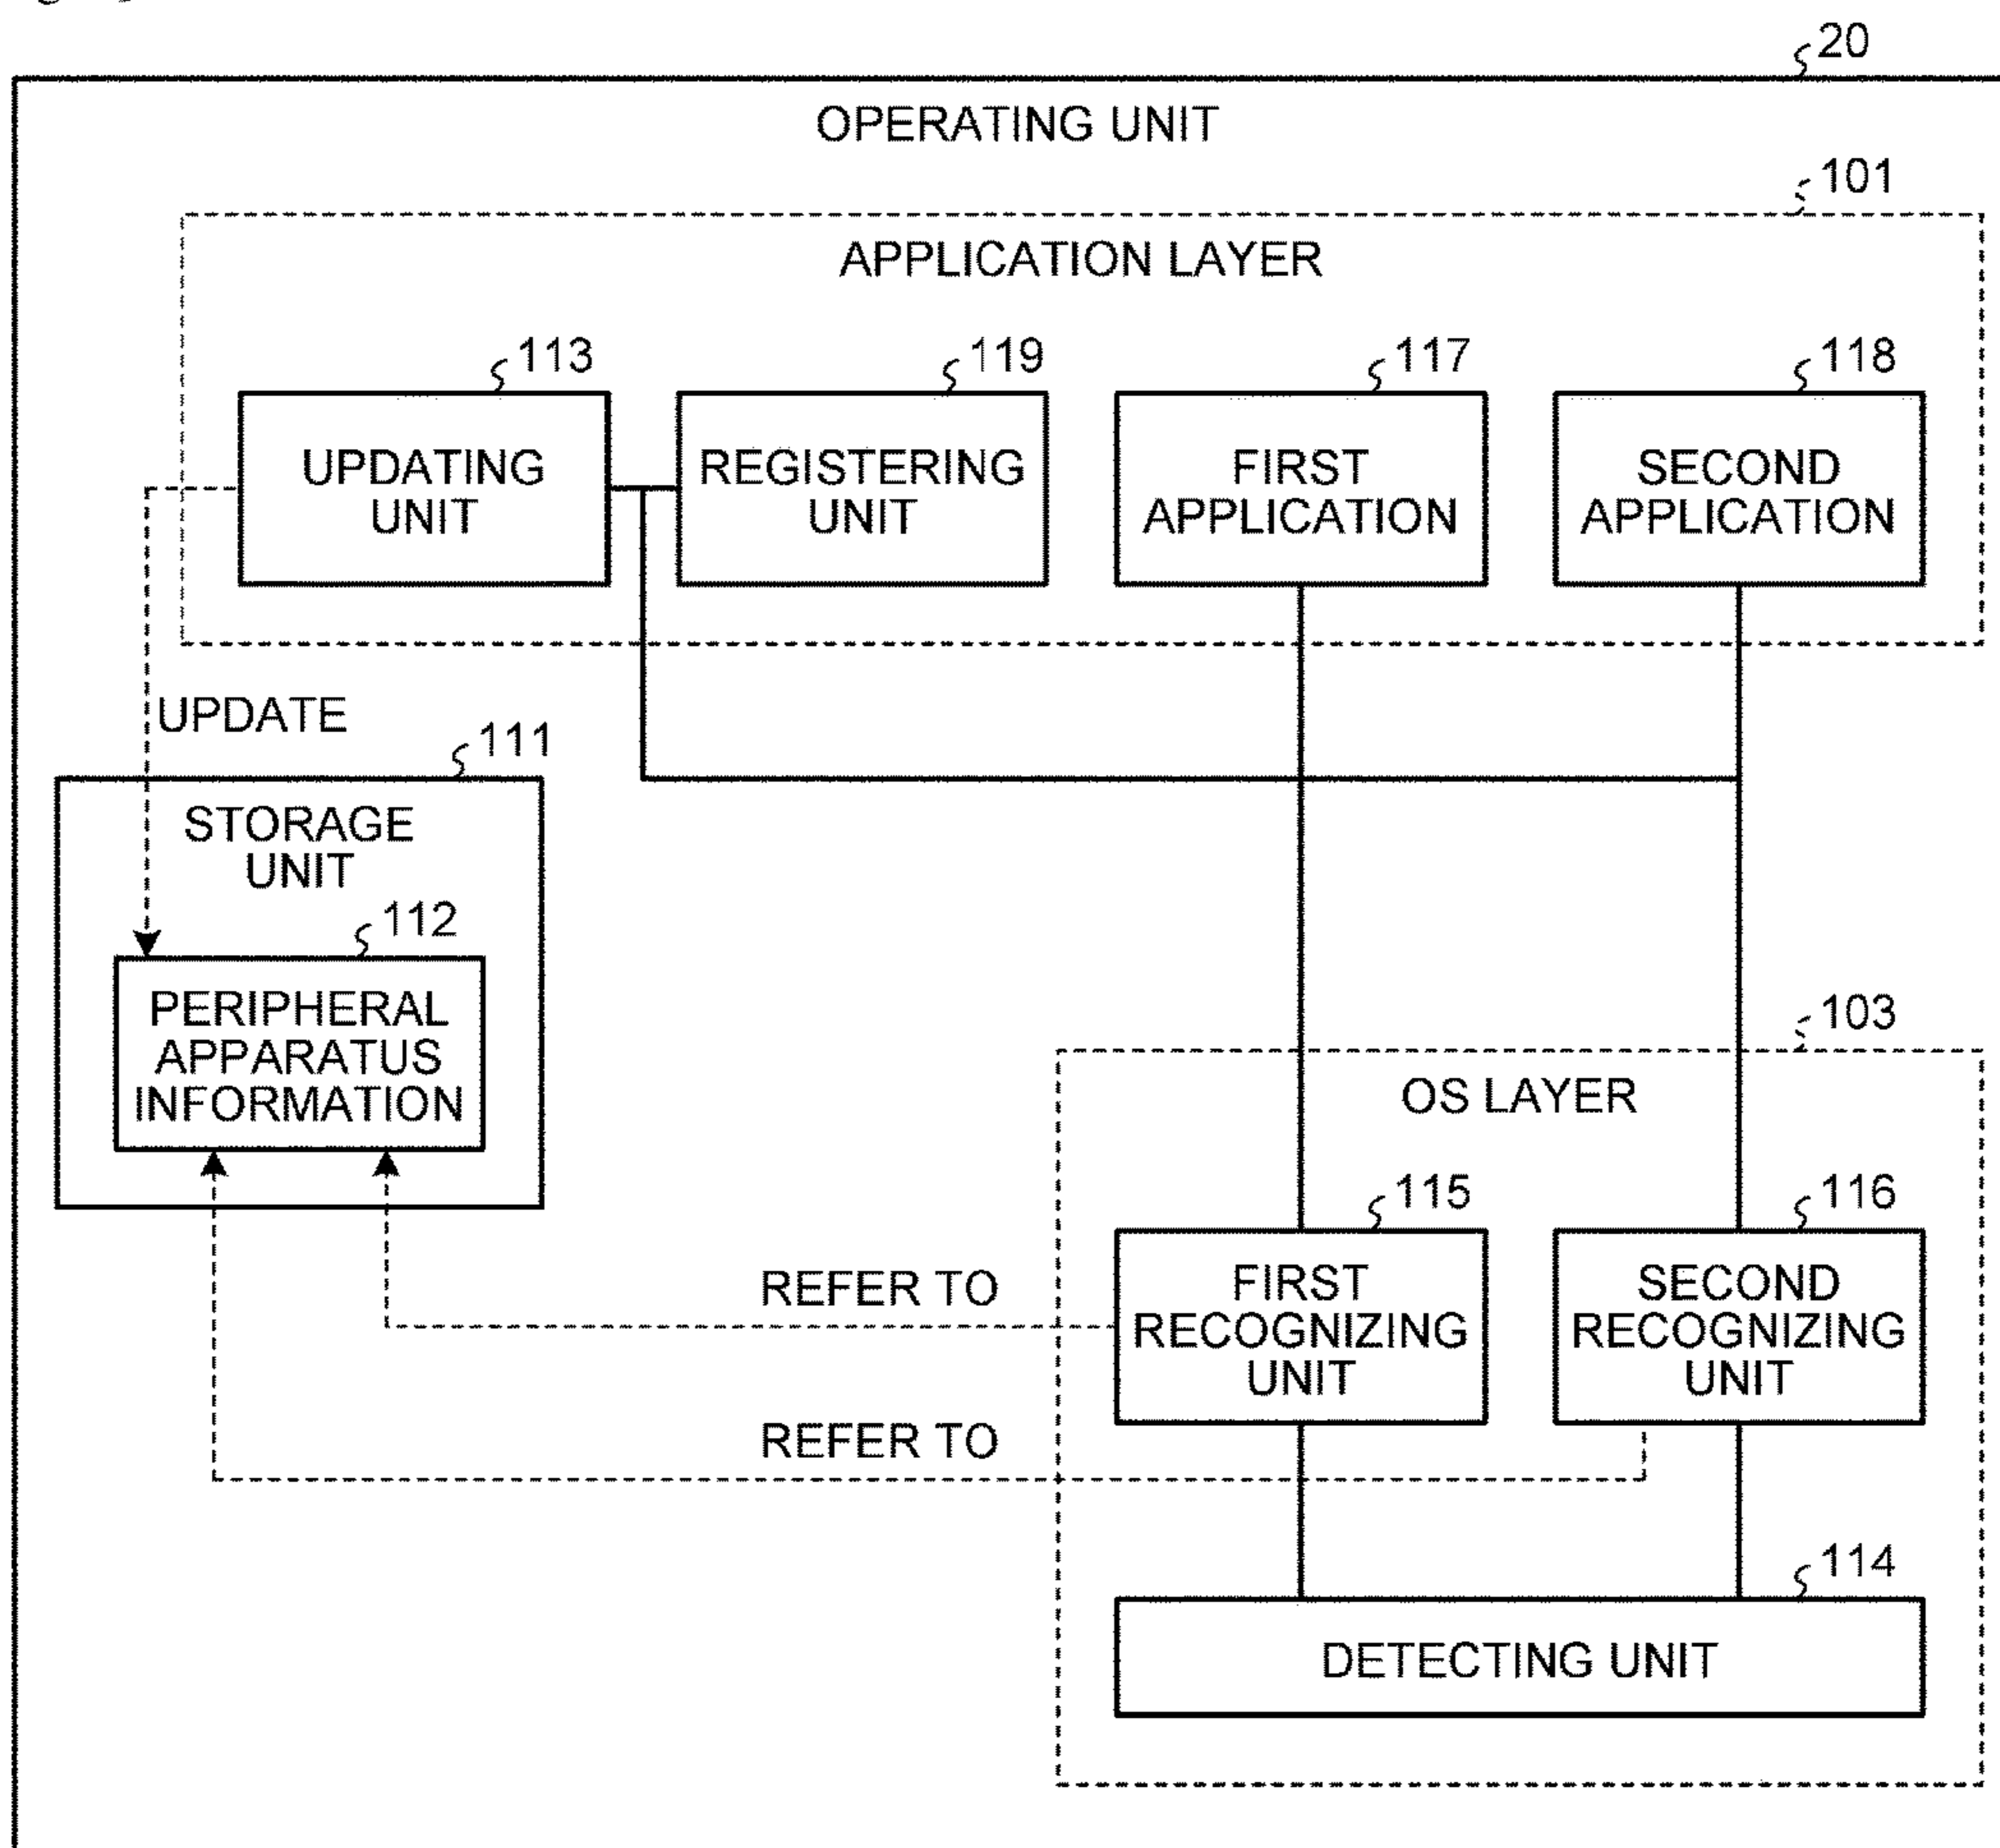 20
OPERATING UNIT
101
APPLICATION LAYER
113
119
117
118
UPDATING
UNIT
REGISTERING
UNIT
FIRST
APPLICATION
SECOND
APPLICATION
UPDATE
111
STORAGE
UNIT
112
PERIPHERAL
APPARATUS
INFORMATION
103
OS LAYER
115
116
REFER TO
FIRST
RECOGNIZING
UNIT
SECOND
RECOGNIZING
UNIT
REFER TO
114
DETECTING UNIT